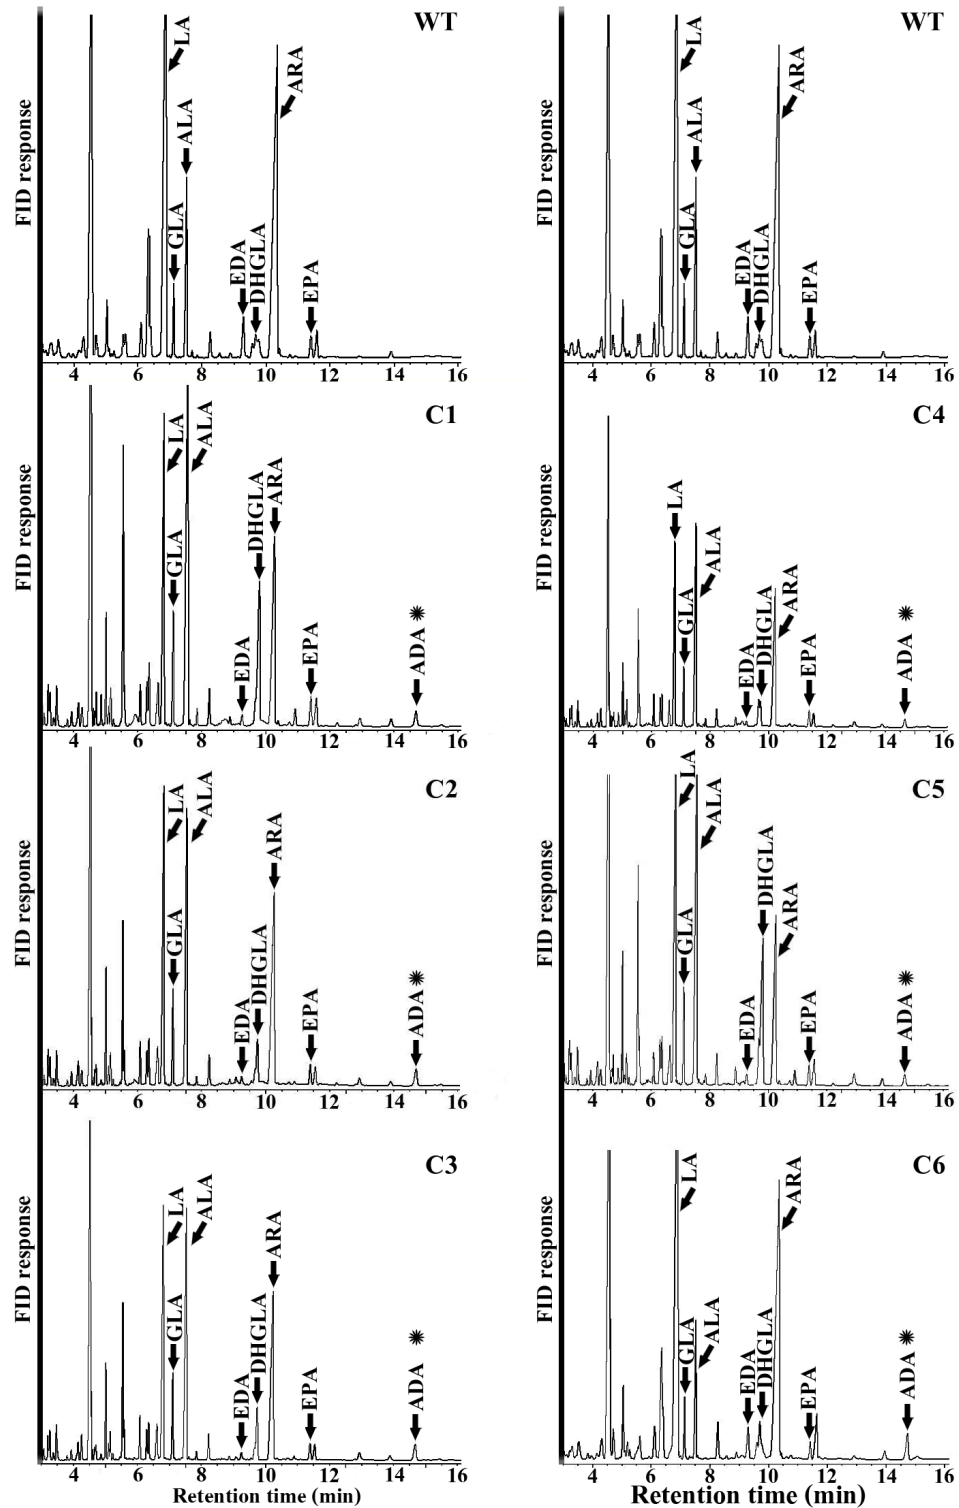 WT
FID response
LA
ALA
GLA
ARA
EDA
DHGLA
EPA
4 6 8 10 12 14 16
WT
FID response
LA
ALA
GLA
ARA
EDA
DHGLA
EPA
4 6 8 10 12 14 16
C1
FID response
LA
ALA
GLA
DHGLA
ARA
EDA
EPA
ADA *
4 6 8 10 12 14 16
C4
FID response
LA
ALA
GLA
EDA
DHGLA
ARA
EPA
ADA *
4 6 8 10 12 14 16
C2
FID response
LA
ALA
GLA
ARA
EDA
DHGLA
EPA
ADA *
4 6 8 10 12 14 16
C5
FID response
LA
ALA
GLA
DHGLA
ARA
EDA
EPA
ADA *
4 6 8 10 12 14 16
C3
FID response
LA
ALA
GLA
ARA
EDA
DHGLA
EPA
ADA *
4 6 8 10 12 14 16
Retention time (min)
C6
FID response
LA
ARA
GLA
ALA
EDA
DHGLA
EPA
ADA *
4 6 8 10 12 14 16
Retention time (min)